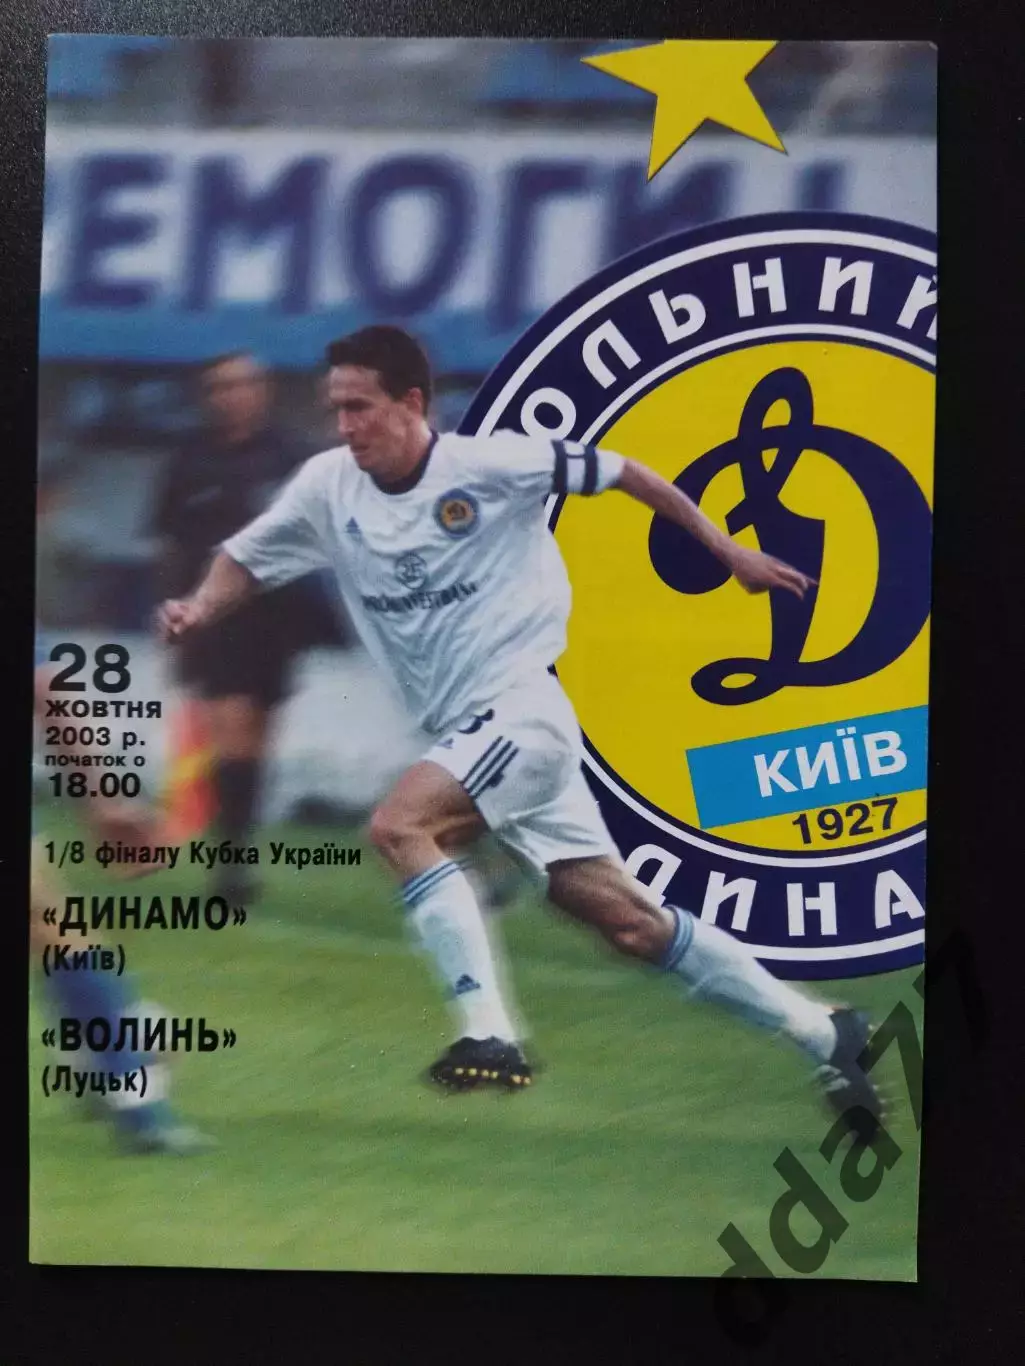 ЕМОГИ !
ОЛЬНИЙ
Д
КИЇВ
1927
ДИНА
28
ЖОВТНЯ
2003 р.
початок о
18.00
1/8 фіналу Кубка України
«ДИНАМО»
(Київ)
«ВОЛИНЬ»
(Луцьк)
dda77